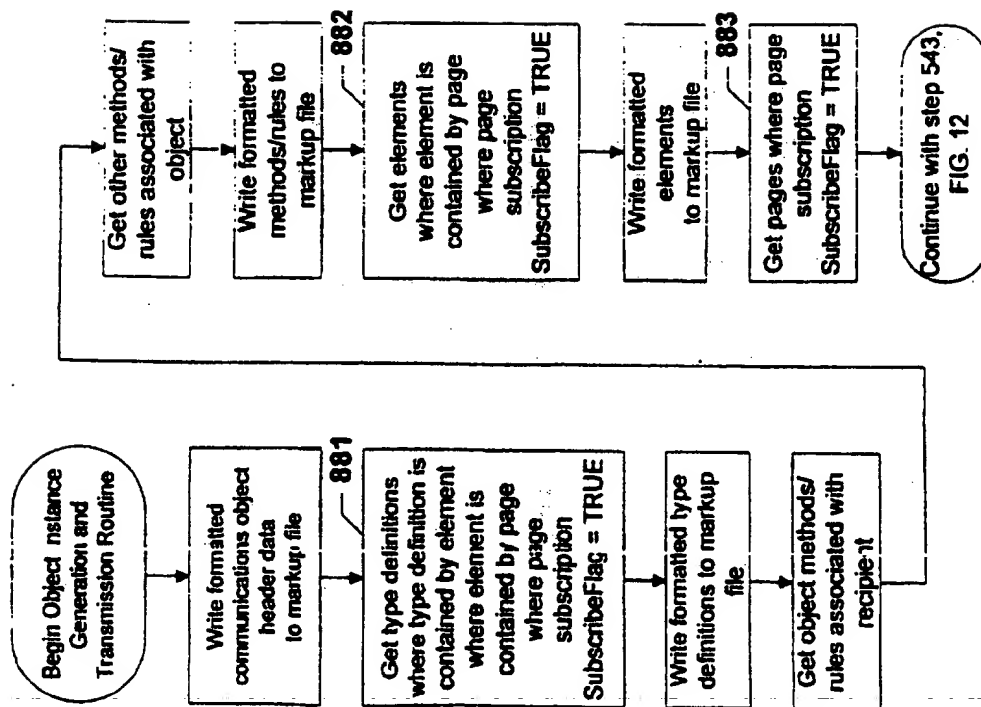 Begin Object Instance
Generation and
Transmission Routine
Write formatted
communications object
header data
to markup file
881
Get type definitions
where type definition is
contained by element
where element is
contained by page
where page
subscription
SubscribeFlag = TRUE
Write formatted type
definitions to markup
file
Get object methods/
rules associated with
recipient
Get other methods/
rules associated with
object
Write formatted
methods/rules to
markup file
882
Get elements
where element is
contained by page
where page
subscription
SubscribeFlag = TRUE
Write formatted
elements
to markup file
883
Get pages where page
subscription
SubscribeFlag = TRUE
Continue with step 543,
FIG. 12